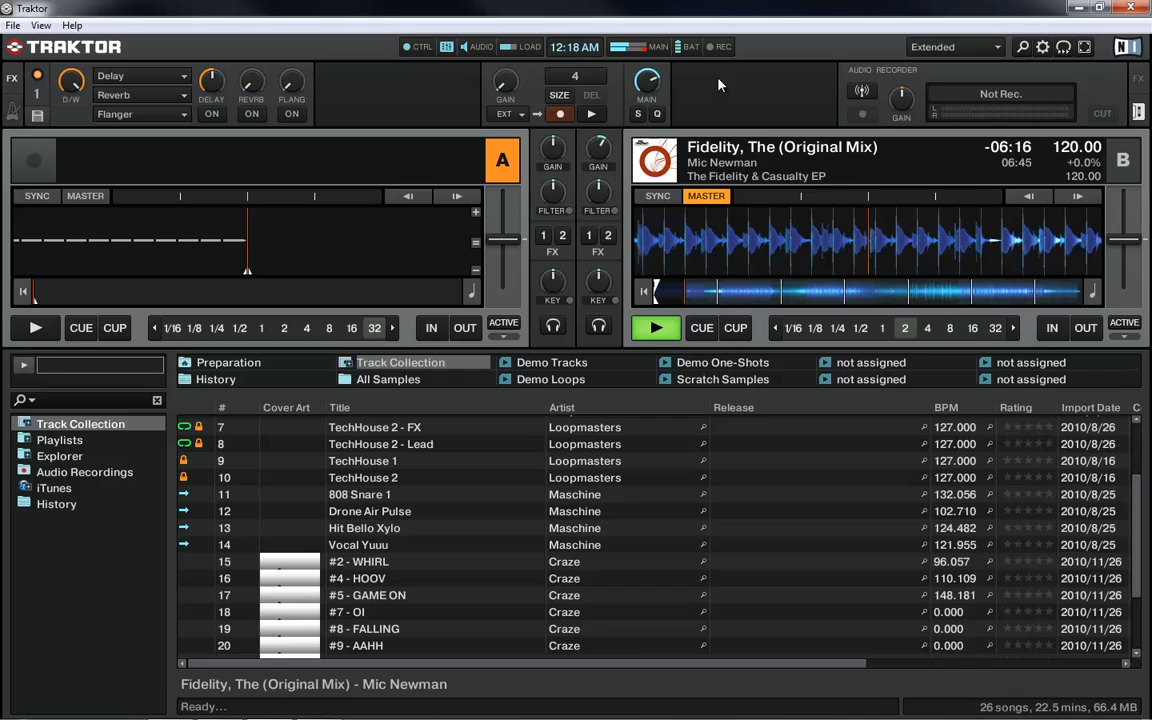 Traktor
File View Help
TRAKTOR CTRL AUDIO LOAD 12:18 AM MAIN BAT REC Extended NI
FX 1 D/W Delay Reverb Flanger DELAY ON REVRB ON FLANG ON
GAIN EXT 4 SIZE DEL MAIN S Q
AUDIO RECORDER GAIN Not Rec. L R CUT FX
A
SYNC MASTER
CUE CUP 1/16 1/8 1/4 1/2 1 2 4 8 16 32 IN OUT ACTIVE
GAIN GAIN
FILTER FILTER
1 2 1 2
FX FX
KEY KEY
Fidelity, The (Original Mix) -06:16 120.00 B
Mic Newman 06:45 +0.0%
The Fidelity & Casualty EP 120.00
SYNC MASTER
CUE CUP 1/16 1/8 1/4 1/2 1 2 4 8 16 32 IN OUT ACTIVE
Preparation Track Collection Demo Tracks Demo One-Shots not assigned not assigned
History All Samples Demo Loops Scratch Samples not assigned not assigned
Track Collection
Playlists
Explorer
Audio Recordings
iTunes
History
# Cover Art Title Artist Release BPM Rating Import Date C
7 TechHouse 2 - FX Loopmasters 127.000 2010/8/26
8 TechHouse 2 - Lead Loopmasters 127.000 2010/8/26
9 TechHouse 1 Loopmasters 127.000 2010/8/16
10 TechHouse 2 Loopmasters 127.000 2010/8/16
11 808 Snare 1 Maschine 132.056 2010/8/25
12 Drone Air Pulse Maschine 102.710 2010/8/25
13 Hit Bello Xylo Maschine 124.482 2010/8/25
14 Vocal Yuuu Maschine 121.955 2010/8/25
15 #2 - WHIRL Craze 96.057 2010/11/26
16 #4 - HOOV Craze 110.109 2010/11/26
17 #5 - GAME ON Craze 148.181 2010/11/26
18 #7 - OI Craze 0.000 2010/11/26
19 #8 - FALLING Craze 0.000 2010/11/26
20 #9 - AAHH Craze 0.000 2010/11/26
Fidelity, The (Original Mix) - Mic Newman
Ready... 26 songs, 22.5 mins, 66.4 MB